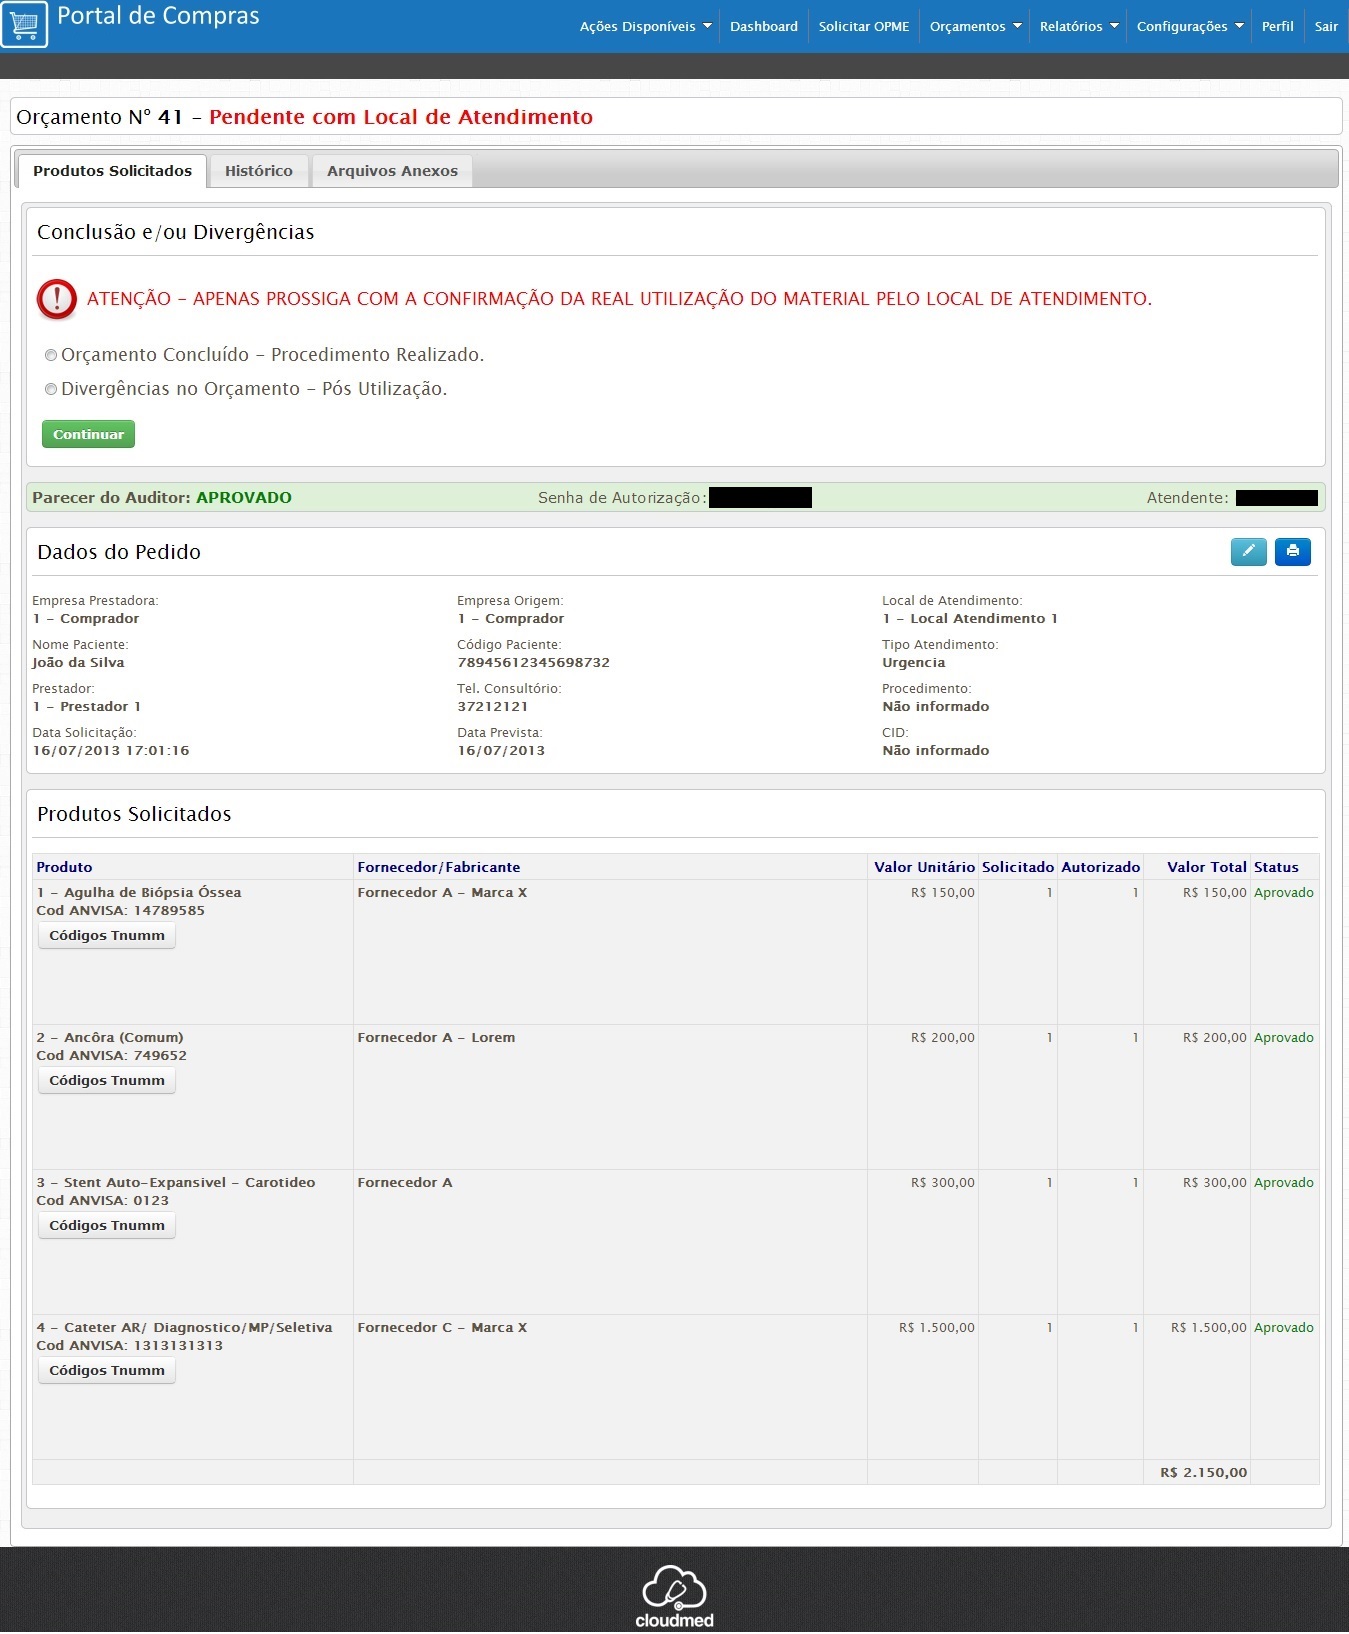 Portal de Compras
Ações Disponíveis Dashboard Solicitar OPME Orçamentos Relatórios Configurações Perfil Sair
Orçamento N° 41 - Pendente com Local de Atendimento
Produtos Solicitados Histórico Arquivos Anexos
Conclusão e/ou Divergências
ATENÇÃO - APENAS PROSSIGA COM A CONFIRMAÇÃO DA REAL UTILIZAÇÃO DO MATERIAL PELO LOCAL DE ATENDIMENTO.
Orçamento Concluído - Procedimento Realizado.
Divergências no Orçamento - Pós Utilização.
Continuar
Parecer do Auditor: APROVADO Senha de Autorização: Atendente:
Dados do Pedido
Empresa Prestadora: Empresa Origem: Local de Atendimento:
1 - Comprador 1 - Comprador 1 - Local Atendimento 1
Nome Paciente: Código Paciente: Tipo Atendimento:
João da Silva 78945612345698732 Urgencia
Prestador: Tel. Consultório: Procedimento:
1 - Prestador 1 37212121 Não informado
Data Solicitação: Data Prevista: CID:
16/07/2013 17:01:16 16/07/2013 Não informado
Produtos Solicitados
Produto Fornecedor/Fabricante Valor Unitário Solicitado Autorizado Valor Total Status
1 - Agulha de Biópsia Óssea Fornecedor A - Marca X R$ 150,00 1 1 R$ 150,00 Aprovado
Cod ANVISA: 14789585
Códigos Tnumm
2 - Ancôra (Comum) Fornecedor A - Lorem R$ 200,00 1 1 R$ 200,00 Aprovado
Cod ANVISA: 749652
Códigos Tnumm
3 - Stent Auto-Expansivel - Carotideo Fornecedor A R$ 300,00 1 1 R$ 300,00 Aprovado
Cod ANVISA: 0123
Códigos Tnumm
4 - Cateter AR/ Diagnostico/MP/Seletiva Fornecedor C - Marca X R$ 1.500,00 1 1 R$ 1.500,00 Aprovado
Cod ANVISA: 1313131313
Códigos Tnumm
R$ 2.150,00
cloudmed